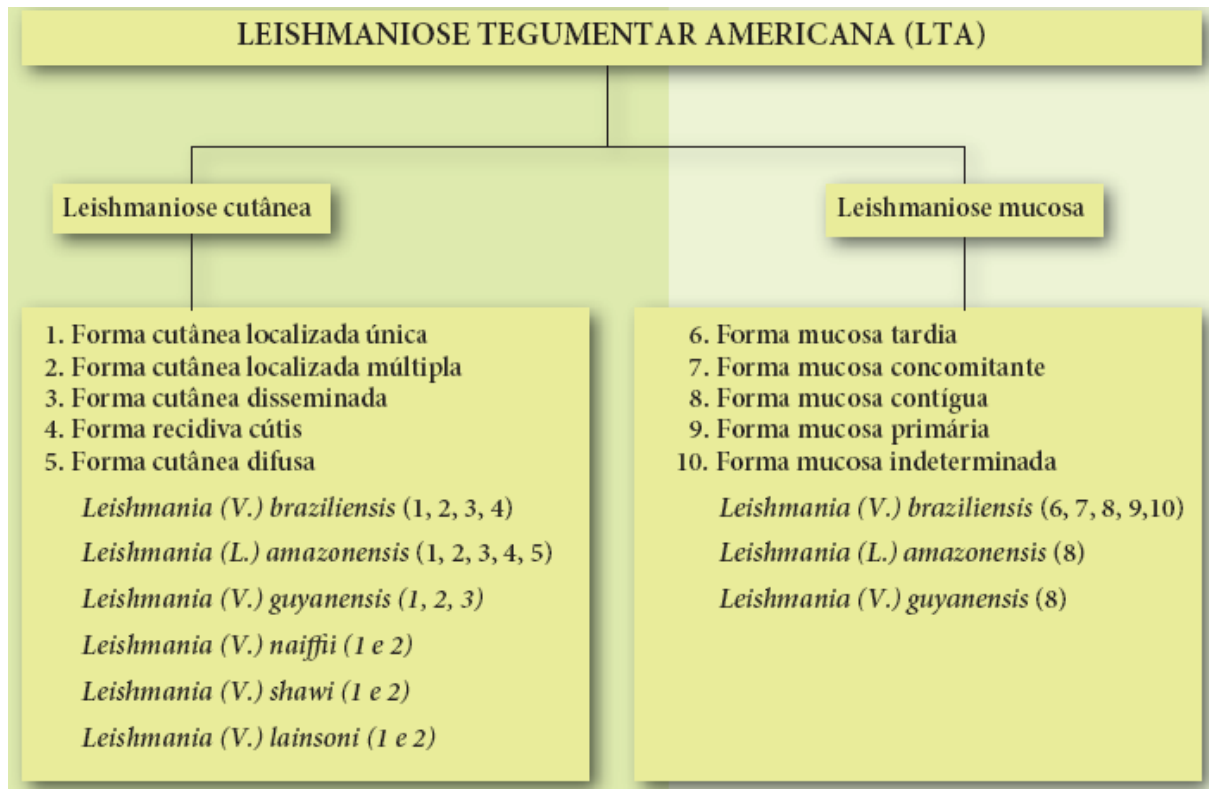 LEISHMANIOSE TEGUMENTAR AMERICANA (LTA)
Leishmaniose cutânea
Leishmaniose mucosa
1. Forma cutânea localizada única
2. Forma cutânea localizada múltipla
3. Forma cutânea disseminada
4. Forma recidiva cútis
5. Forma cutânea difusa
Leishmania (V.) braziliensis (1, 2, 3, 4)
Leishmania (L.) amazonensis (1, 2, 3, 4, 5)
Leishmania (V.) guyanensis (1, 2, 3)
Leishmania (V.) naiffii (1 e 2)
Leishmania (V.) shawi (1 e 2)
Leishmania (V.) lainsoni (1 e 2)
6. Forma mucosa tardia
7. Forma mucosa concomitante
8. Forma mucosa contígua
9. Forma mucosa primária
10. Forma mucosa indeterminada
Leishmania (V.) braziliensis (6, 7, 8, 9,10)
Leishmania (L.) amazonensis (8)
Leishmania (V.) guyanensis (8)